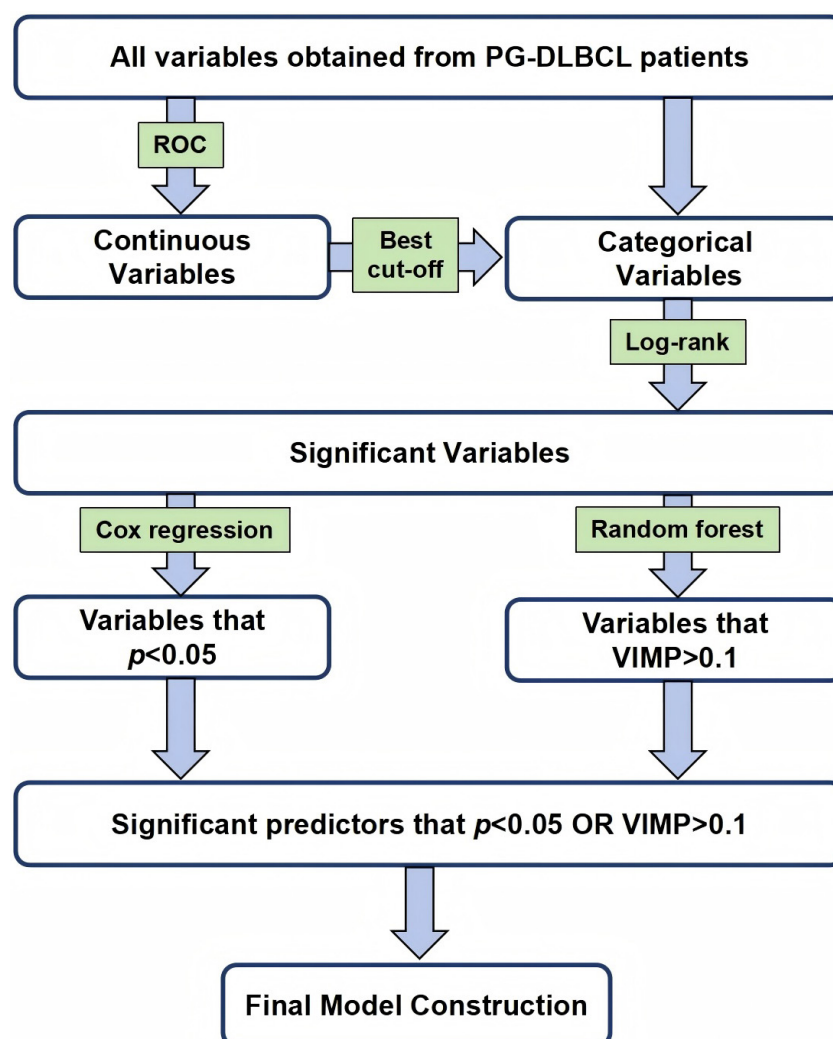 All variables obtained from PG-DLBCL patients
ROC
Continuous
Variables
Best
cut-off
Categorical
Variables
Log-rank
Significant Variables
Cox regression
Random forest
Variables that
p<0.05
Variables that
VIMP>0.1
Significant predictors that p<0.05 OR VIMP>0.1
Final Model Construction